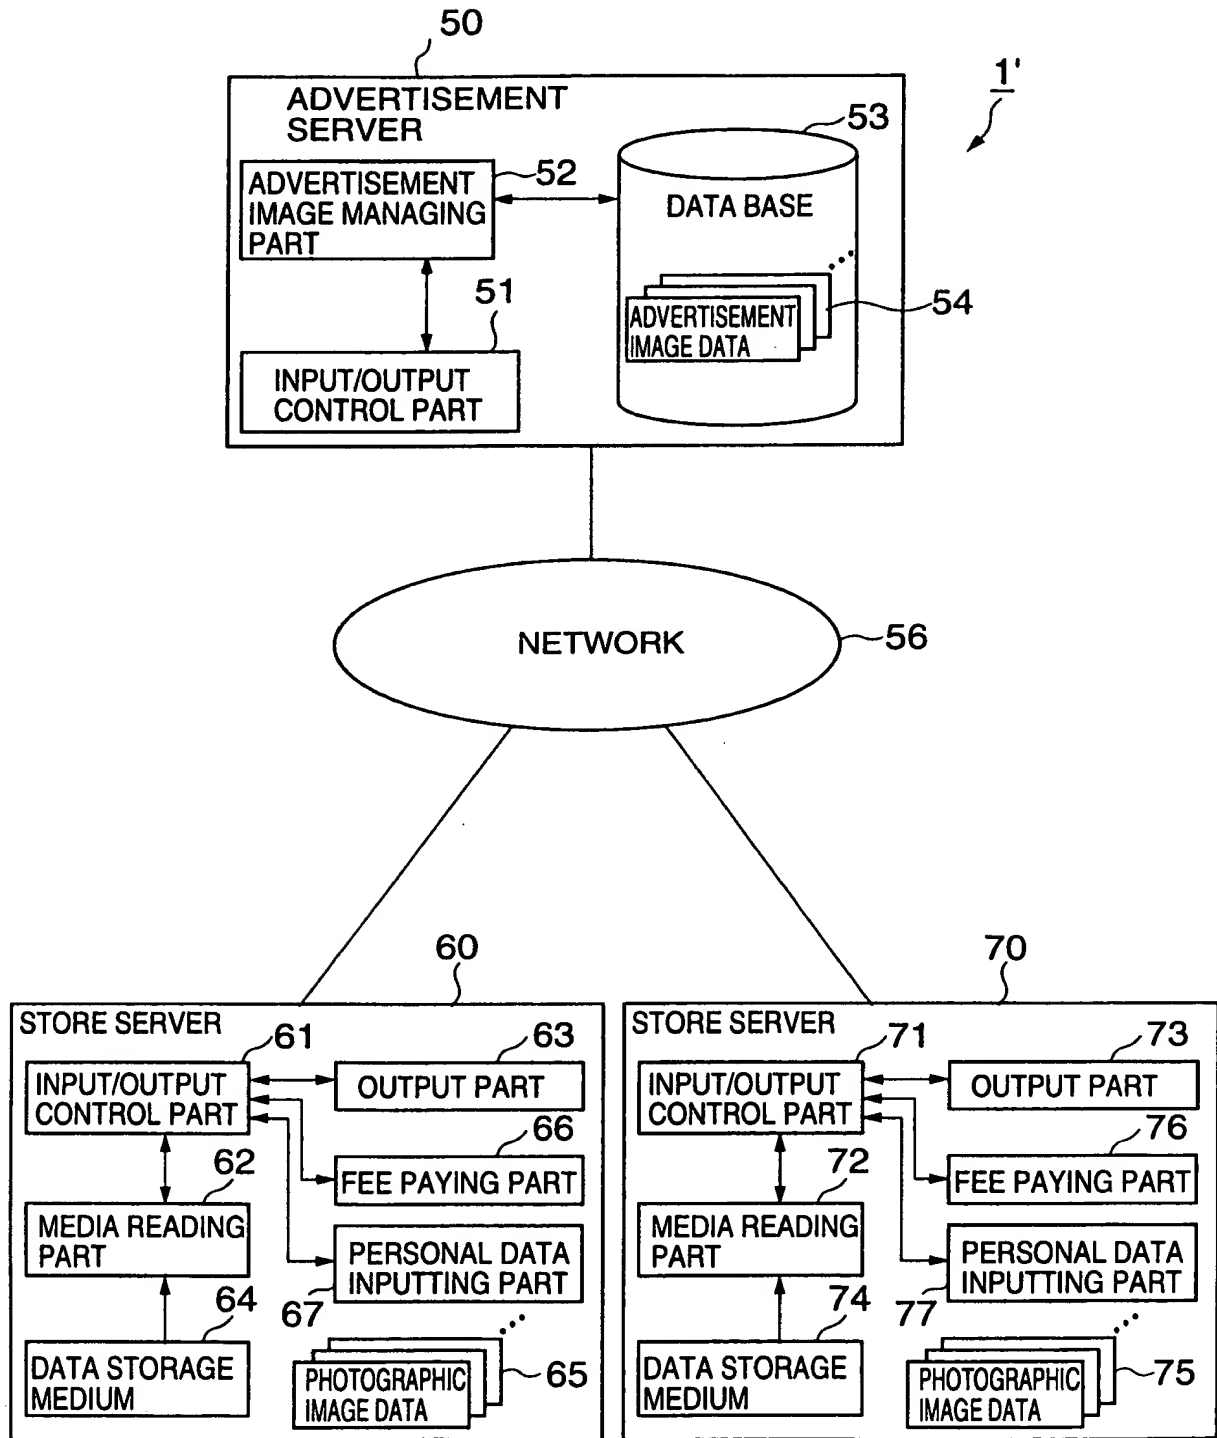 50
1'
ADVERTISEMENT
SERVER
53
52
ADVERTISEMENT
IMAGE MANAGING
PART
DATA BASE
51
54
ADVERTISEMENT
IMAGE DATA
INPUT/OUTPUT
CONTROL PART
NETWORK
56
60
STORE SERVER
61
63
INPUT/OUTPUT
CONTROL PART
OUTPUT PART
66
62
FEE PAYING PART
MEDIA READING
PART
PERSONAL DATA
INPUTTING PART
67
64
DATA STORAGE
MEDIUM
PHOTOGRAPHIC
IMAGE DATA
65
70
STORE SERVER
71
73
INPUT/OUTPUT
CONTROL PART
OUTPUT PART
76
72
FEE PAYING PART
MEDIA READING
PART
PERSONAL DATA
INPUTTING PART
77
74
DATA STORAGE
MEDIUM
PHOTOGRAPHIC
IMAGE DATA
75